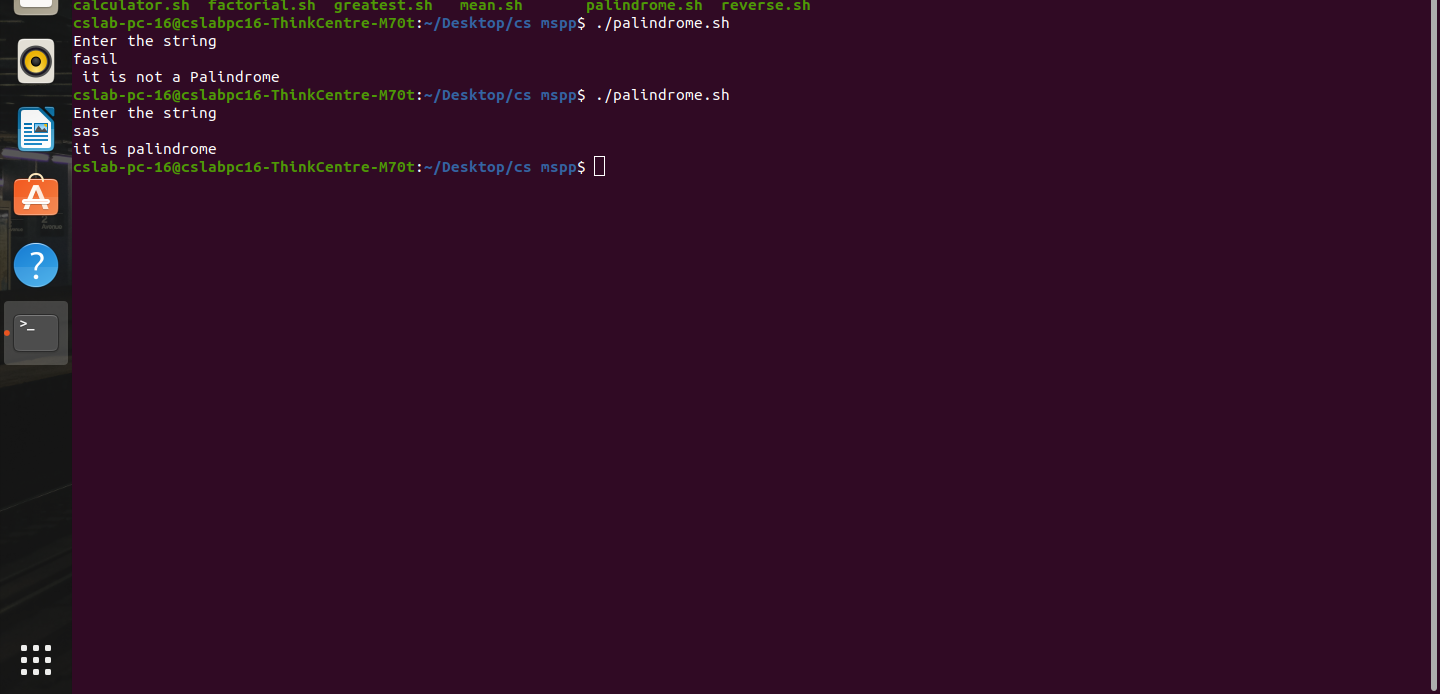 calculator.sh  factorial.sh  greatest.sh  mean.sh       palindrome.sh  reverse.sh
cslab-pc-16@cslabpc16-ThinkCentre-M70t:~/Desktop/cs mspp$ ./palindrome.sh
Enter the string
fasil
 it is not a Palindrome
cslab-pc-16@cslabpc16-ThinkCentre-M70t:~/Desktop/cs mspp$ ./palindrome.sh
Enter the string
sas
it is palindrome
cslab-pc-16@cslabpc16-ThinkCentre-M70t:~/Desktop/cs mspp$